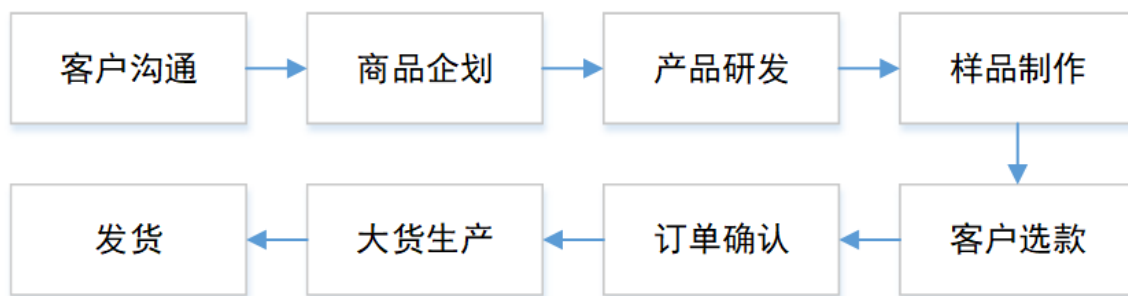 客户沟通
商品企划
产品研发
样品制作
客户选款
订单确认
大货生产
发货